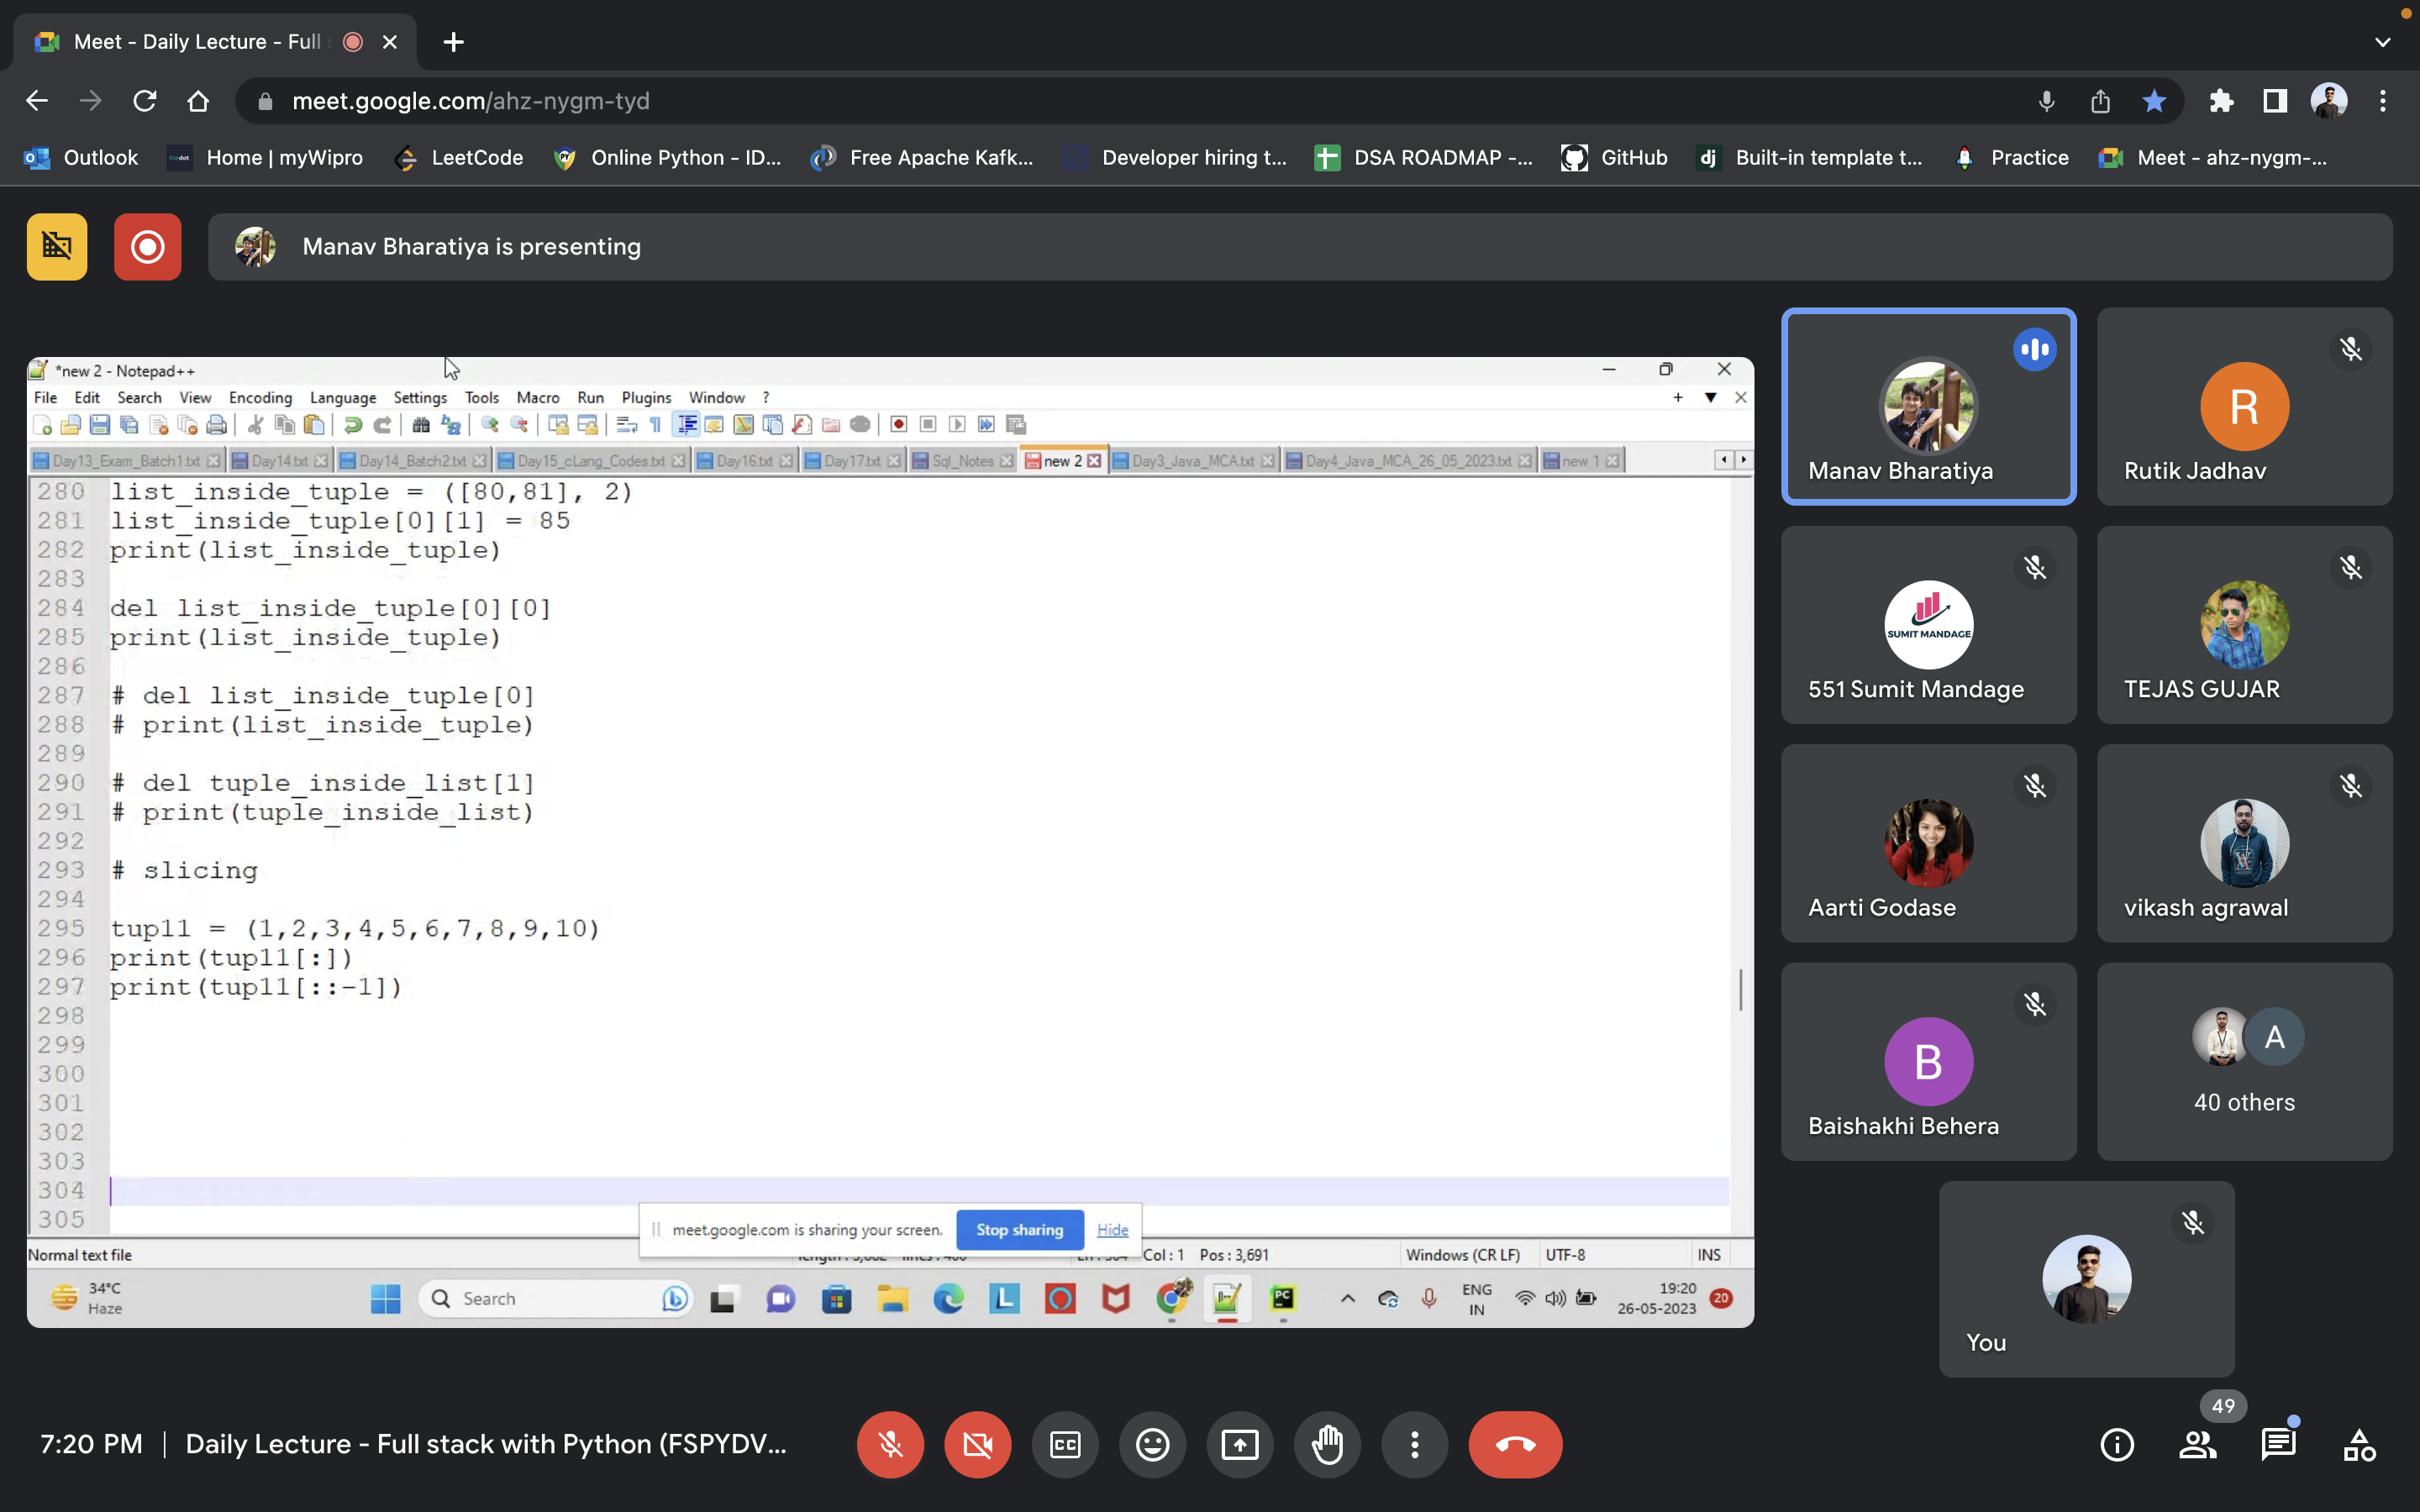 Meet - Daily Lecture - Full
meet.google.com/ahz-nygm-tyd
Outlook Home | myWipro LeetCode Online Python - ID... Free Apache Kafk... Developer hiring t... DSA ROADMAP -... GitHub dj Built-in template t... Practice Meet - ahz-nygm-...
Manav Bharatiya is presenting
*new 2 - Notepad++
File Edit Search View Encoding Language Settings Tools Macro Run Plugins Window ?
Day13_Exam_Batch1.txt Day14.txt Day14_Batch2.txt Day15_cLang_Codes.txt Day16.txt Day17.txt Sql_Notes new 2 Day3_Java_MCA.txt Day4_Java_MCA_26_05_2023.txt new 1
280 list_inside_tuple = ([80,81], 2)
281 list_inside_tuple[0][1] = 85
282 print(list_inside_tuple)
283
284 del list_inside_tuple[0][0]
285 print(list_inside_tuple)
286
287 # del list_inside_tuple[0]
288 # print(list_inside_tuple)
289
290 # del tuple_inside_list[1]
291 # print(tuple_inside_list)
292
293 # slicing
294
295 tup11 = (1,2,3,4,5,6,7,8,9,10)
296 print(tup11[:])
297 print(tup11[::-1])
298
299
300
301
302
303
304
305
meet.google.com is sharing your screen. Stop sharing Hide
Normal text file Col : 1 Pos : 3,691 Windows (CR LF) UTF-8 INS
34°C
Haze
Search
ENG
IN
19:20
26-05-2023
20
Manav Bharatiya
R
Rutik Jadhav
SUMIT MANDAGE
551 Sumit Mandage
TEJAS GUJAR
Aarti Godase
vikash agrawal
B
Baishakhi Behera
A
40 others
You
49
7:20 PM | Daily Lecture - Full stack with Python (FSPYDV...
CC